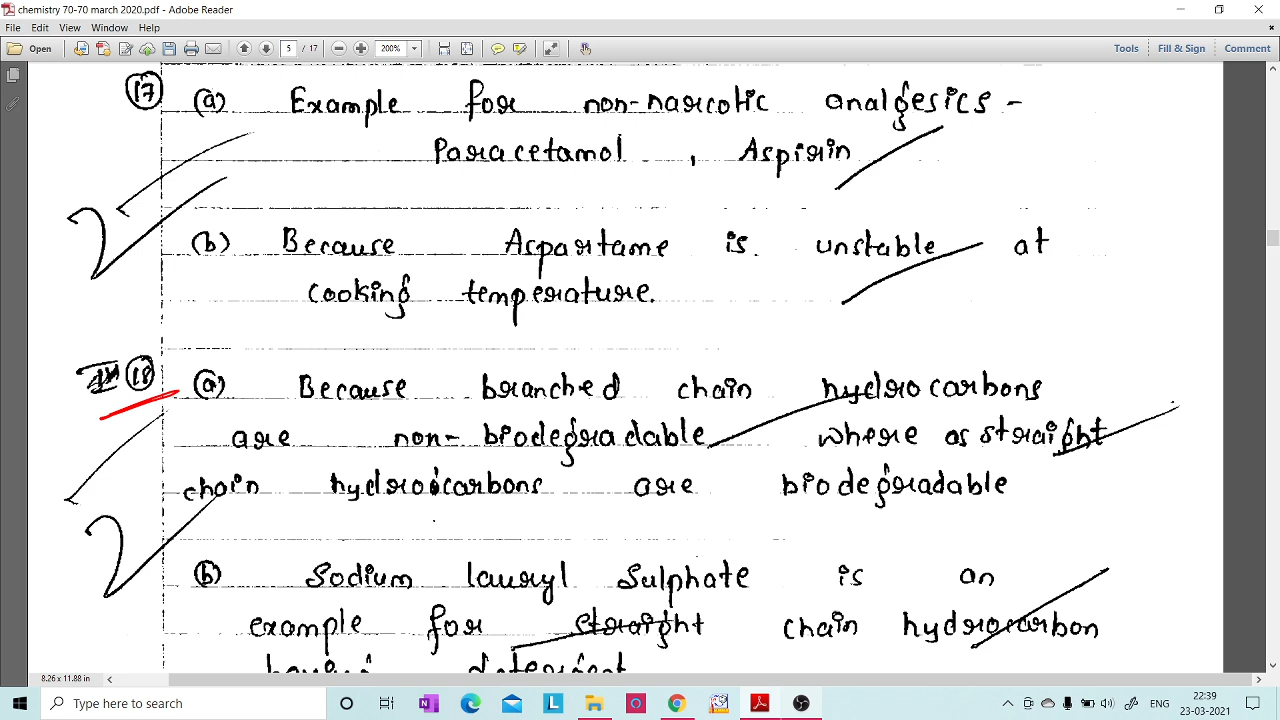 chemistry 70-70 march 2020.pdf - Adobe Reader
File Edit View Window Help
Open 5 / 17 200% Tools Fill & Sign Comment
17 (a) Example for non-narcotic analgesics -
Paracetamol , Aspirin
2
(b) Because Aspartame is unstable at
cooking temperature.
18 (a) Because branched chain hydrocarbons
are non-biodegradable where as straight
chain hydrocarbons are biodegradable
2
(b) Sodium lauryl Sulphate is an
example for straight chain hydrocarbon
8.26 x 11.88 in
Type here to search
ENG 22:39
23-03-2021